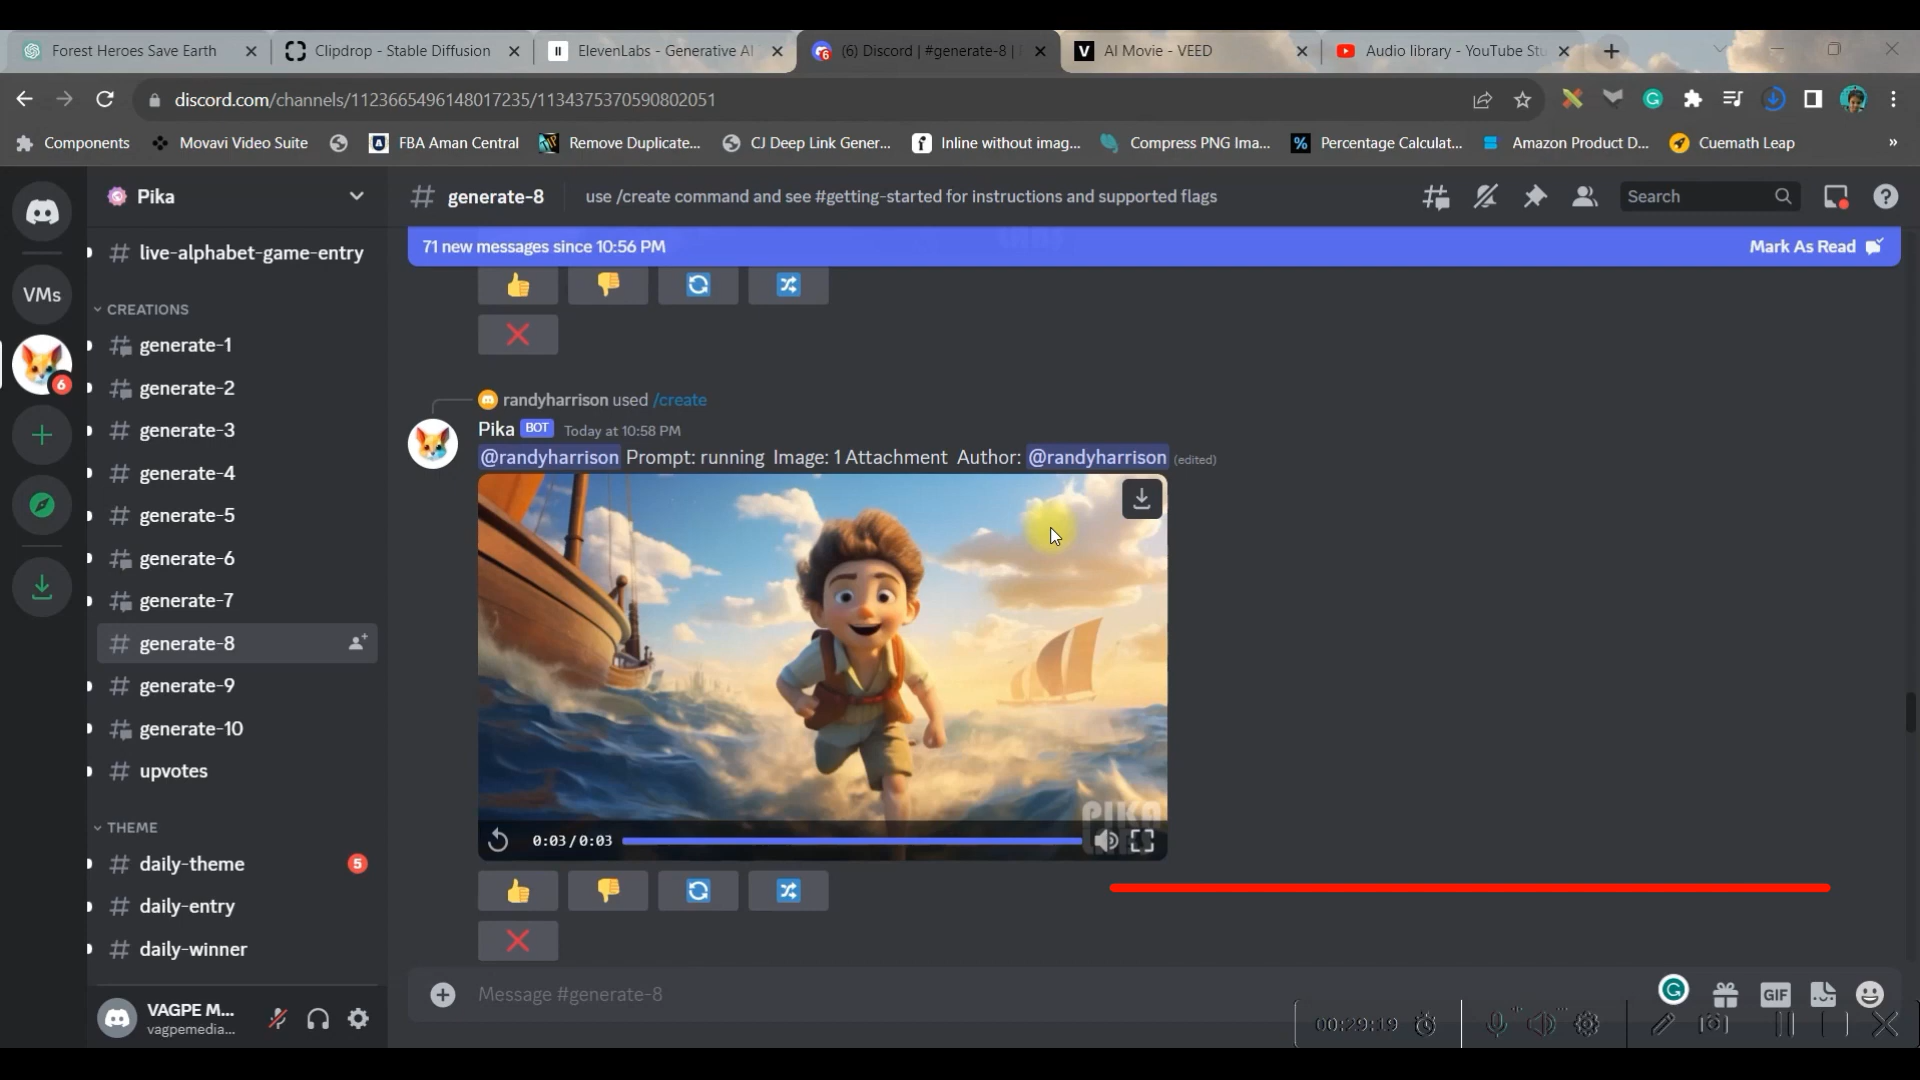 Forest Heroes Save Earth
Clipdrop - Stable Diffusion
ElevenLabs - Generative AI
(6) Discord | #generate-8 |
AI Movie - VEED
Audio library - YouTube Stu
discord.com/channels/1123665496148017235/1134375370590802051
Components
Movavi Video Suite
FBA Aman Central
Remove Duplicate...
CJ Deep Link Gener...
Inline without imag...
Compress PNG Ima...
Percentage Calculat...
Amazon Product D...
Cuemath Leap
»
Pika
generate-8
use /create command and see #getting-started for instructions and supported flags
Search
71 new messages since 10:56 PM
Mark As Read
VMs
6
live-alphabet-game-entry
CREATIONS
generate-1
generate-2
generate-3
generate-4
generate-5
generate-6
generate-7
generate-8
generate-9
generate-10
upvotes
THEME
daily-theme
5
daily-entry
daily-winner
VAGPE M...
vagpemedia...
randyharrison used /create
Pika BOT Today at 10:58 PM
@randyharrison Prompt: running Image: 1 Attachment Author: @randyharrison (edited)
PIKA
0:03/0:03
Message #generate-8
GIF
00:29:19